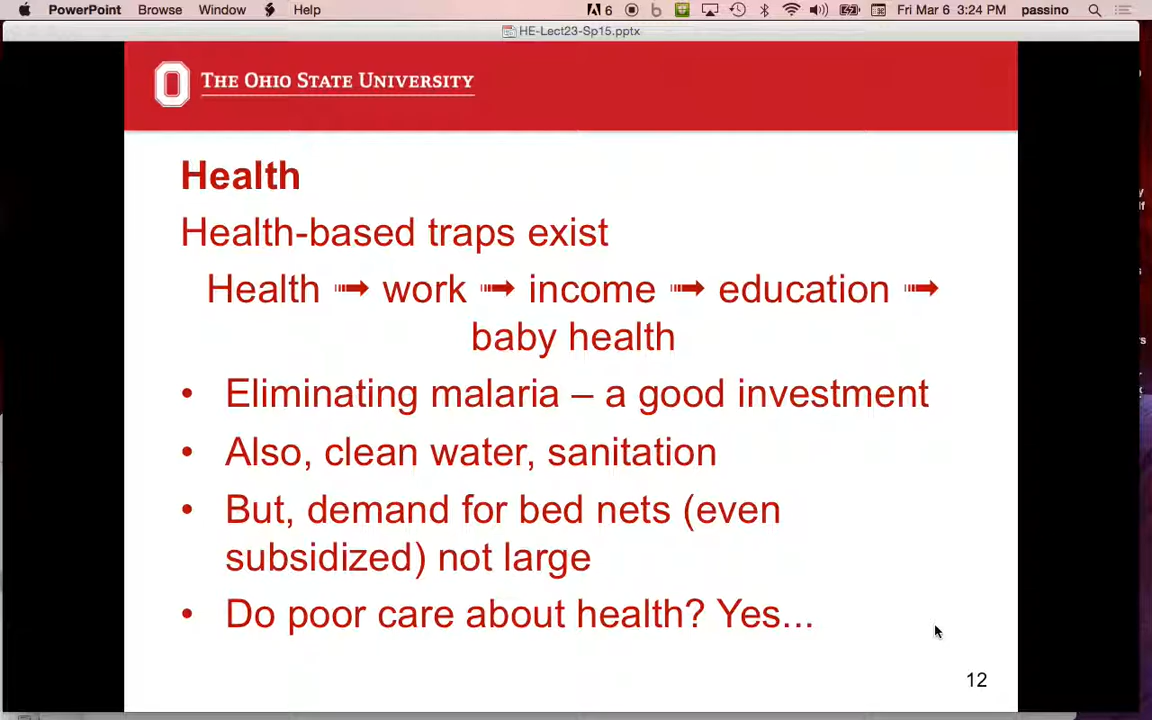 PowerPoint Browse Window Help 6 Fri Mar 6 3:24 PM passino
HE-Lect23-Sp15.pptx
THE OHIO STATE UNIVERSITY
Health
Health-based traps exist
Health ➟ work ➟ income ➟ education ➟
baby health
• Eliminating malaria – a good investment
• Also, clean water, sanitation
• But, demand for bed nets (even
subsidized) not large
• Do poor care about health? Yes...
12